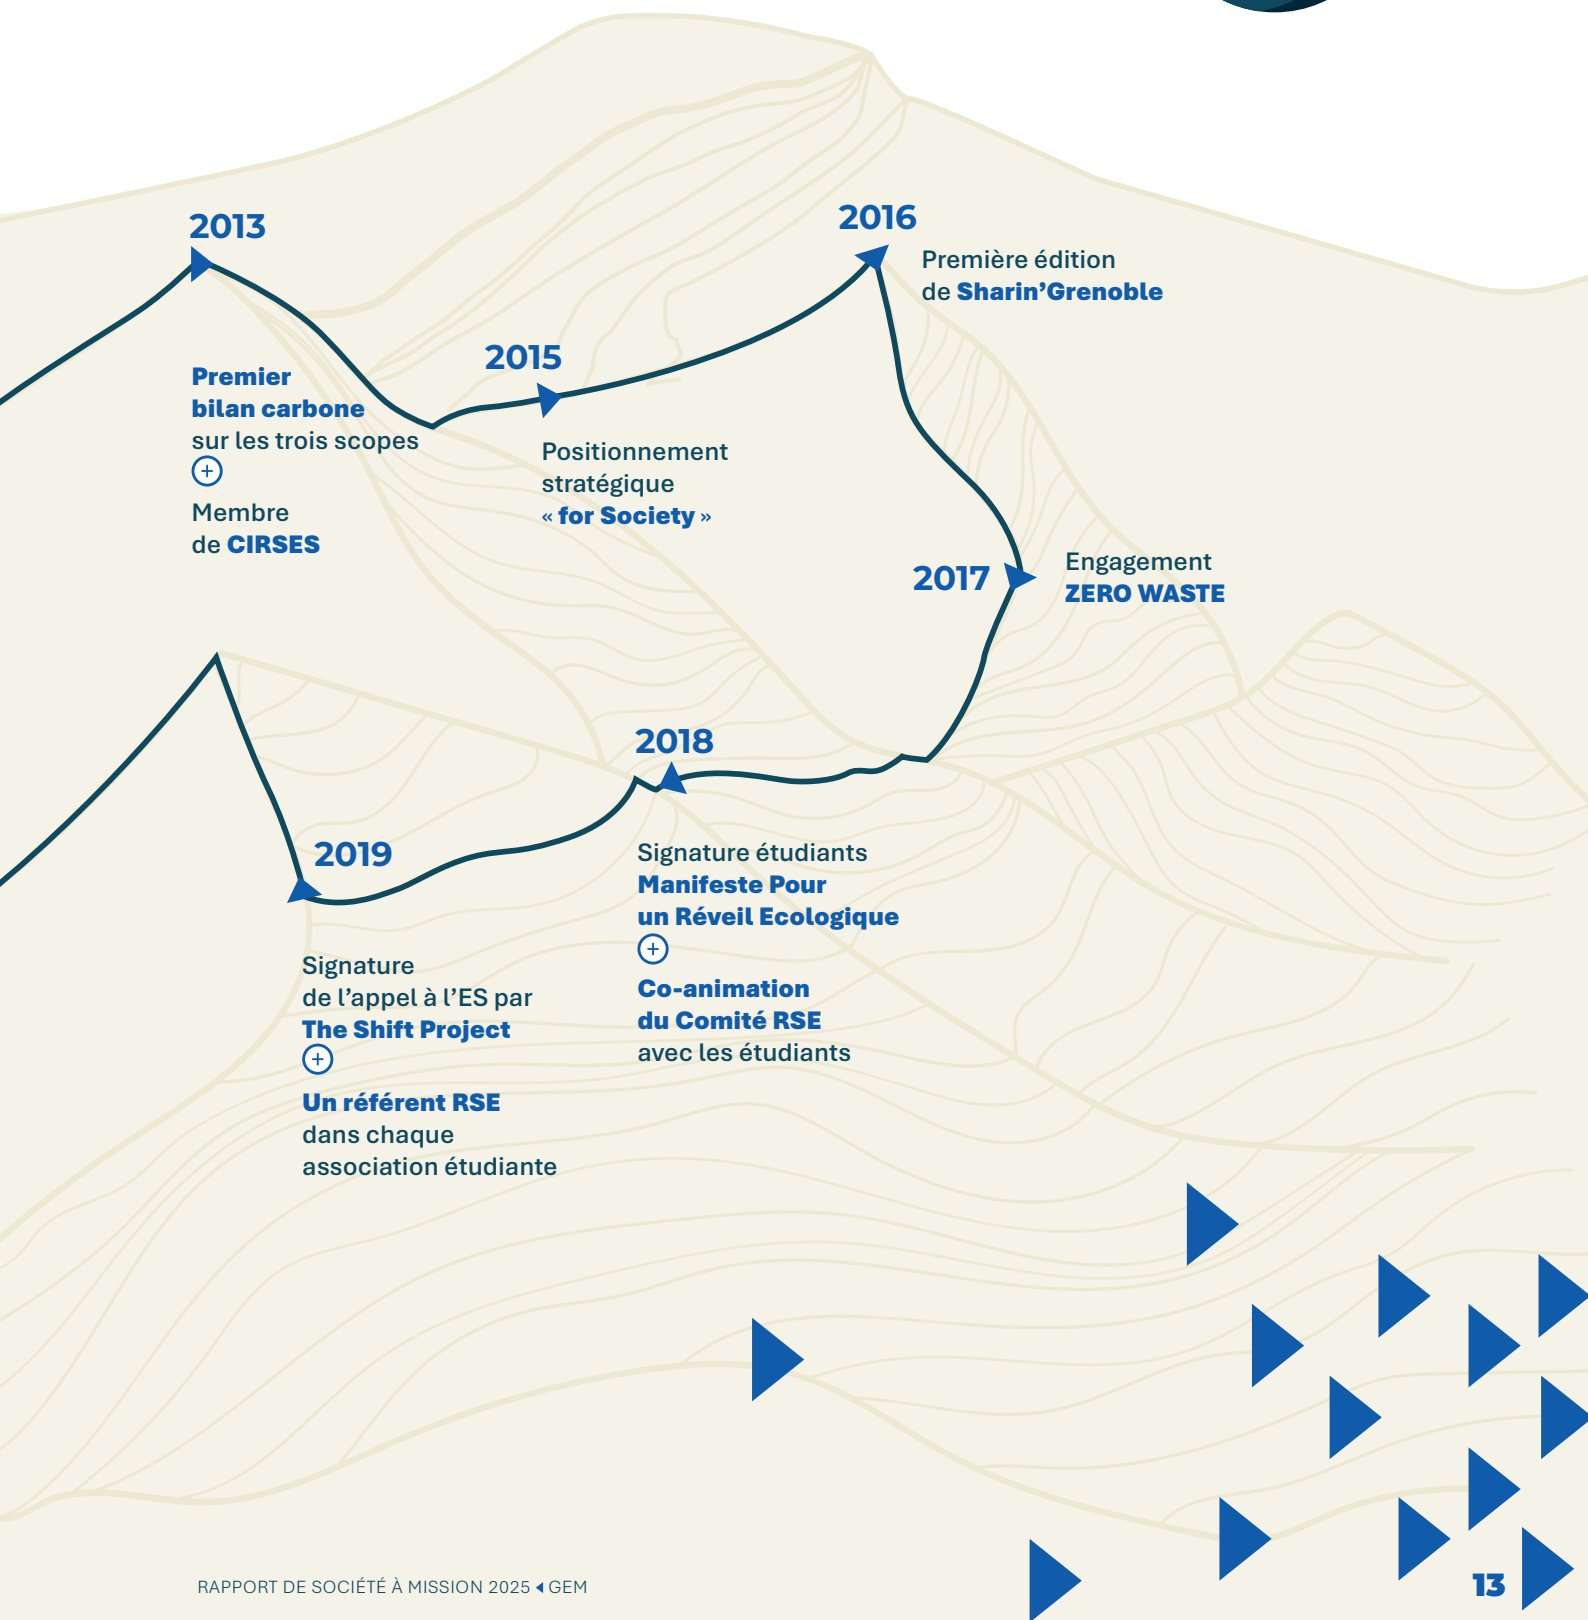 2013
Premier
bilan carbone
sur les trois scopes
+
Membre
de CIRSES
2015
Positionnement
stratégique
« for Society »
2016
Première édition
de Sharin’Grenoble
2017
Engagement
ZERO WASTE
2018
Signature étudiants
Manifeste Pour
un Réveil Ecologique
+
Co-animation
du Comité RSE
avec les étudiants
2019
Signature
de l’appel à l’ES par
The Shift Project
+
Un référent RSE
dans chaque
association étudiante
RAPPORT DE SOCIÉTÉ À MISSION 2025 GEM
13